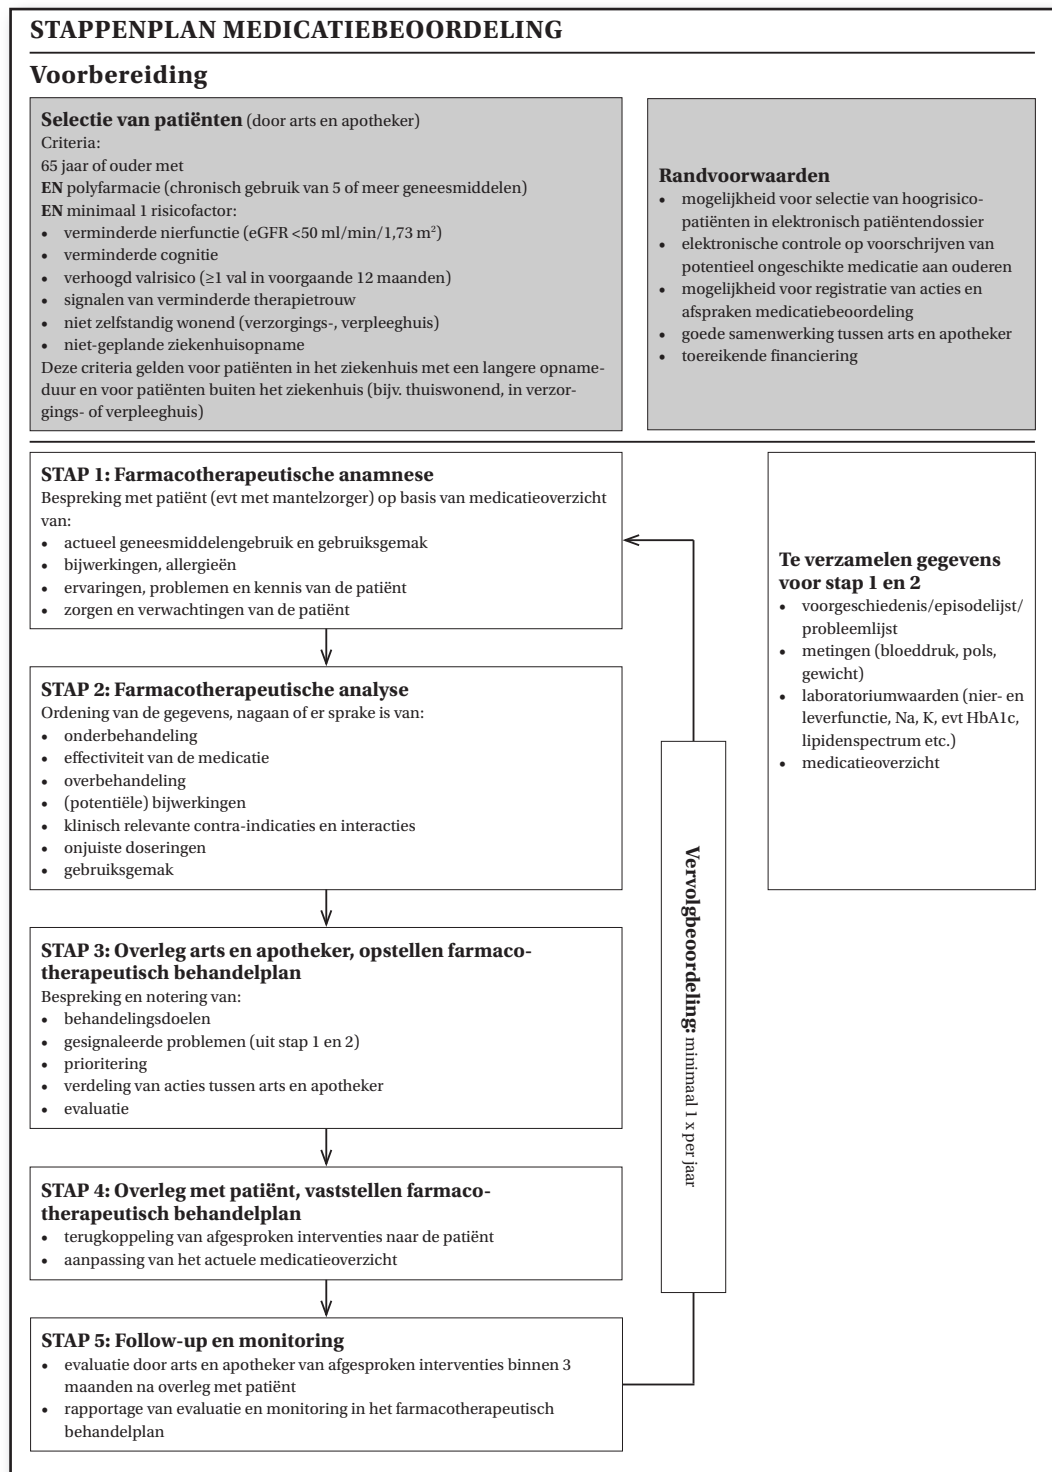 STAPPENPLAN MEDICATIEBEOORDELING
Voorbereiding
Selectie van patiënten (door arts en apotheker)
Criteria:
65 jaar of ouder met
EN polyfarmacie (chronisch gebruik van 5 of meer geneesmiddelen)
EN minimaal 1 risicofactor:
• verminderde nierfunctie (eGFR <50 ml/min/1,73 m²)
• verminderde cognitie
• verhoogd valrisico (≥1 val in voorgaande 12 maanden)
• signalen van verminderde therapietrouw
• niet zelfstandig wonend (verzorgings-, verpleeghuis)
• niet-geplande ziekenhuisopname
Deze criteria gelden voor patiënten in het ziekenhuis met een langere opname-
duur en voor patiënten buiten het ziekenhuis (bijv. thuiswonend, in verzor-
gings- of verpleeghuis)
Randvoorwaarden
• mogelijkheid voor selectie van hoogrisico-
patiënten in elektronisch patiëntendossier
• elektronische controle op voorschrijven van
potentieel ongeschikte medicatie aan ouderen
• mogelijkheid voor registratie van acties en
afspraken medicatiebeoordeling
• goede samenwerking tussen arts en apotheker
• toereikende financiering
STAP 1: Farmacotherapeutische anamnese
Bespreking met patiënt (evt met mantelzorger) op basis van medicatieoverzicht
van:
• actueel geneesmiddelengebruik en gebruiksgemak
• bijwerkingen, allergieën
• ervaringen, problemen en kennis van de patiënt
• zorgen en verwachtingen van de patiënt
Te verzamelen gegevens
voor stap 1 en 2
• voorgeschiedenis/episodelijst/
probleemlijst
• metingen (bloeddruk, pols,
gewicht)
• laboratoriumwaarden (nier- en
leverfunctie, Na, K, evt HbA1c,
lipidenspectrum etc.)
• medicatieoverzicht
STAP 2: Farmacotherapeutische analyse
Ordening van de gegevens, nagaan of er sprake is van:
• onderbehandeling
• effectiviteit van de medicatie
• overbehandeling
• (potentiële) bijwerkingen
• klinisch relevante contra-indicaties en interacties
• onjuiste doseringen
• gebruiksgemak
Vervolgbeoordeling: minimaal 1 x per jaar
STAP 3: Overleg arts en apotheker, opstellen farmaco-
therapeutisch behandelplan
Bespreking en notering van:
• behandelingsdoelen
• gesignaleerde problemen (uit stap 1 en 2)
• prioritering
• verdeling van acties tussen arts en apotheker
• evaluatie
STAP 4: Overleg met patiënt, vaststellen farmaco-
therapeutisch behandelplan
• terugkoppeling van afgesproken interventies naar de patiënt
• aanpassing van het actuele medicatieoverzicht
STAP 5: Follow-up en monitoring
• evaluatie door arts en apotheker van afgesproken interventies binnen 3
maanden na overleg met patiënt
• rapportage van evaluatie en monitoring in het farmacotherapeutisch
behandelplan